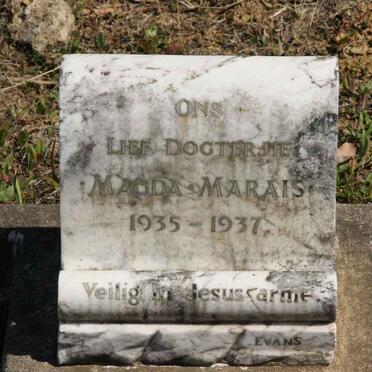 ONS
LIEF DOGTERTJIE
MAGDA MARAIS
1935 - 1937
Veilig in Jesus arme
EVANS